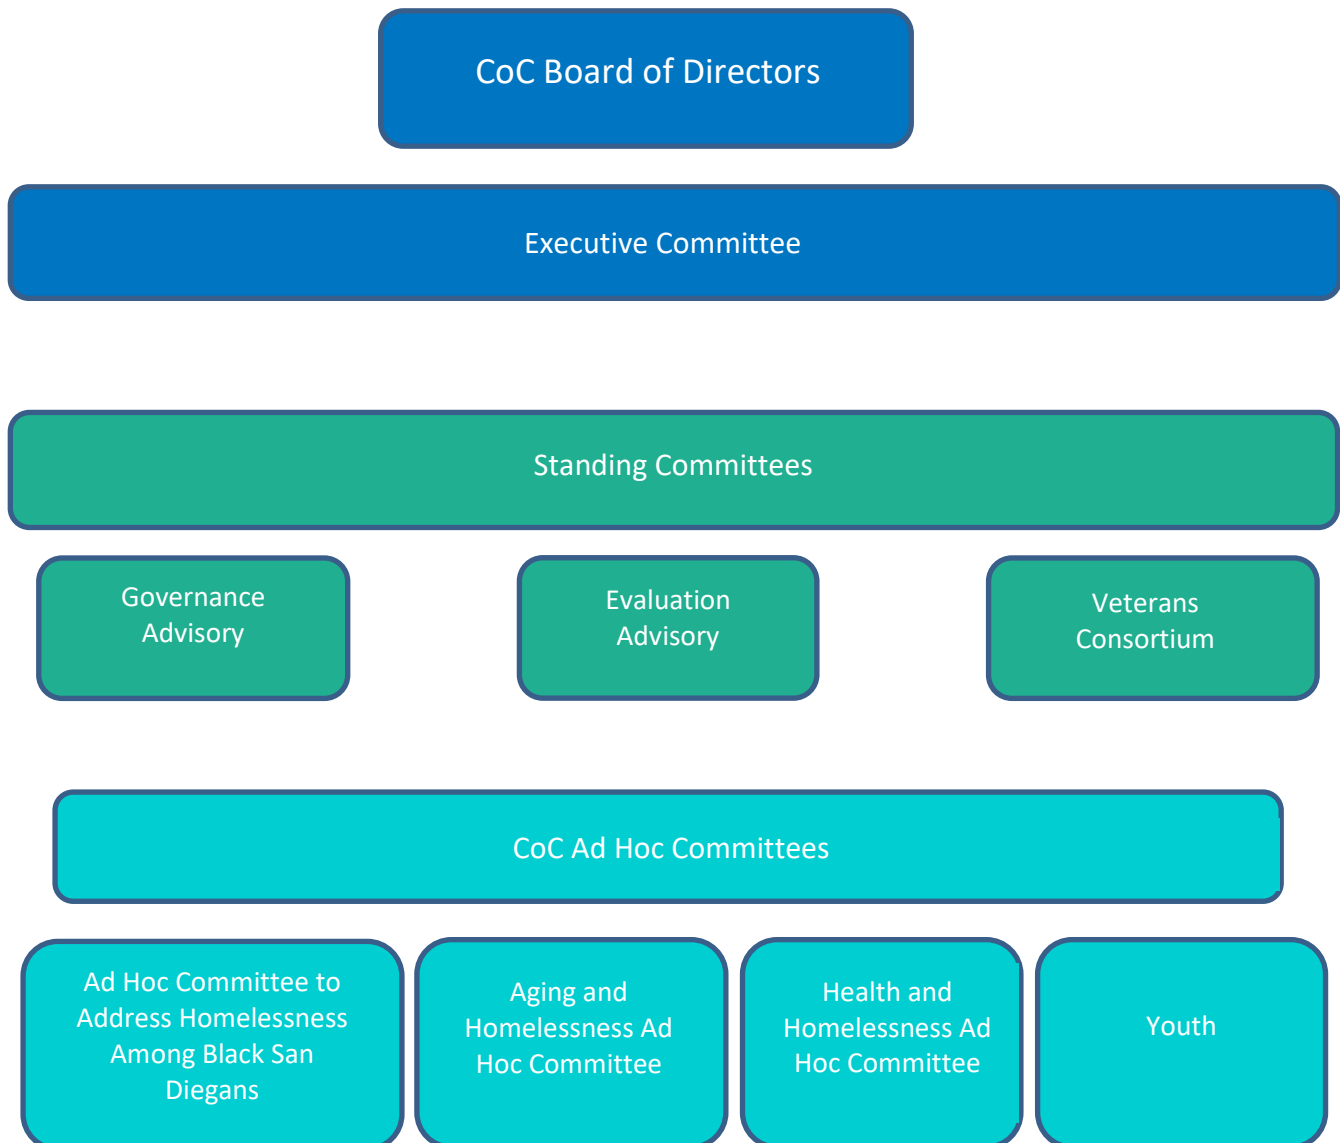 CoC Board of Directors
Executive Committee
Standing Committees
Governance
Advisory
Evaluation
Advisory
Veterans
Consortium
CoC Ad Hoc Committees
Ad Hoc Committee to
Address Homelessness
Among Black San
Diegans
Aging and
Homelessness Ad
Hoc Committee
Health and
Homelessness Ad
Hoc Committee
Youth